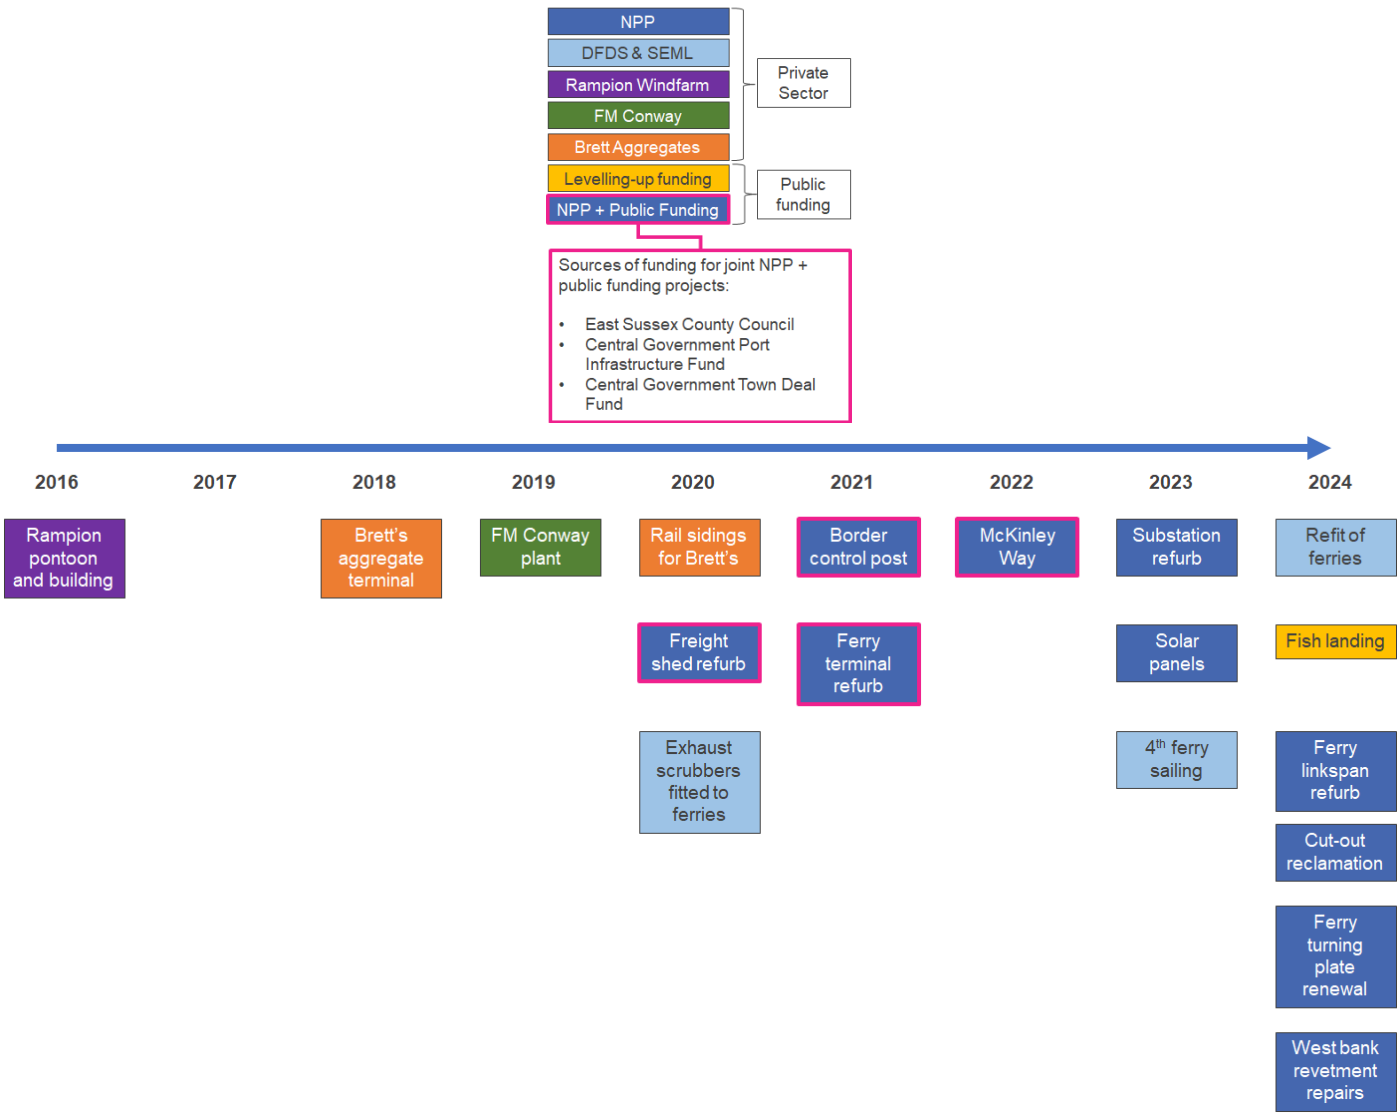 NPP
DFDS & SEML
Rampion Windfarm
FM Conway
Brett Aggregates
Private
Sector
Levelling-up funding
NPP + Public Funding
Public
funding
Sources of funding for joint NPP +
public funding projects:
• East Sussex County Council
• Central Government Port
Infrastructure Fund
• Central Government Town Deal
Fund
2016 2017 2018 2019 2020 2021 2022 2023 2024
Rampion
pontoon
and building
Brett's
aggregate
terminal
FM Conway
plant
Rail sidings
for Brett's
Border
control post
McKinley
Way
Substation
refurb
Refit of
ferries
Freight
shed refurb
Ferry
terminal
refurb
Solar
panels
Fish landing
Exhaust
scrubbers
fitted to
ferries
4th ferry
sailing
Ferry
linkspan
refurb
Cut-out
reclamation
Ferry
turning
plate
renewal
West bank
revetment
repairs